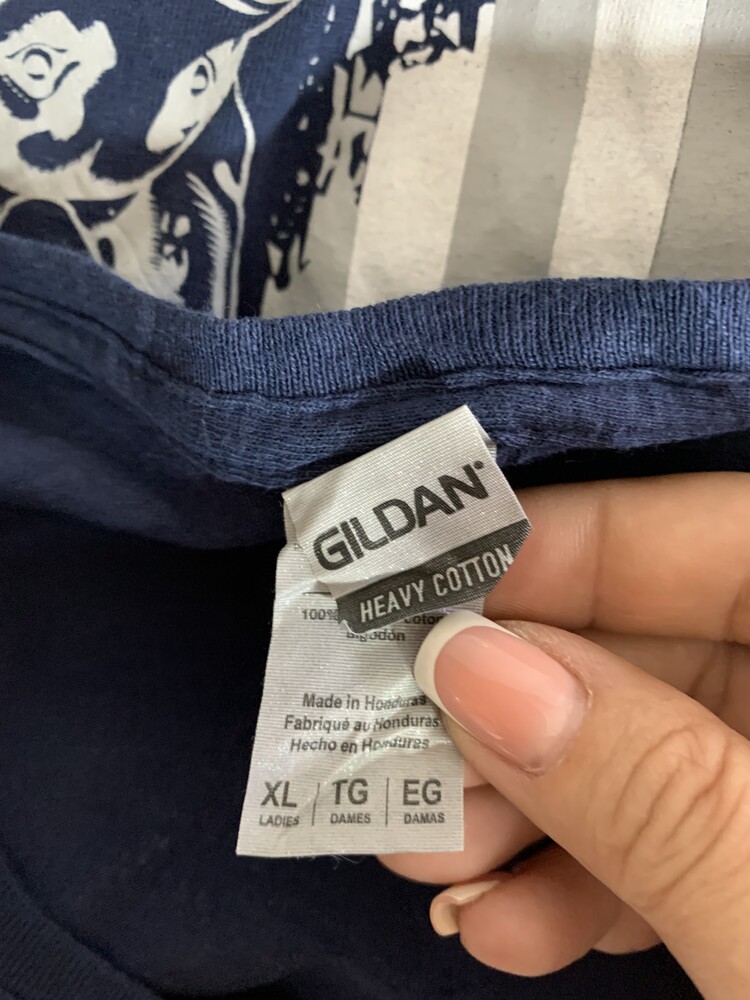 GILDAN®
HEAVY COTTON
100%
algodón
Made in Honduras
Fabriqué au Honduras
Hecho en Honduras
XL TG EG
LADIES DAMES DAMAS